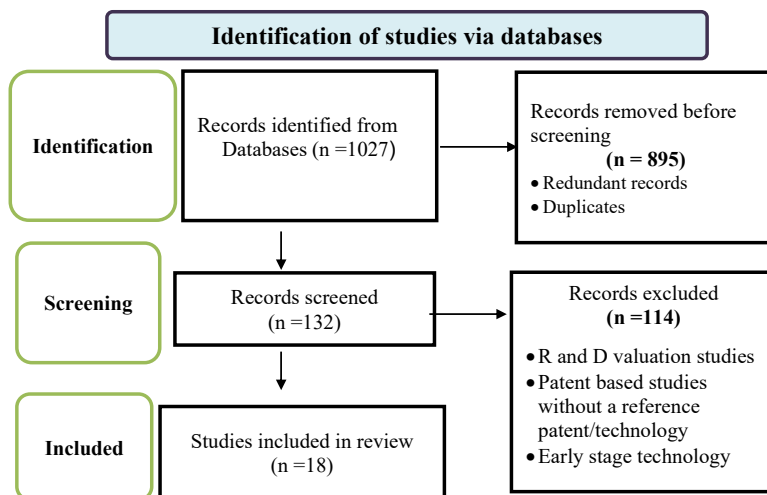 Identification of studies via databases
Identification
Records identified from
Databases (n =1027)
Records removed before
screening
(n = 895)
• Redundant records
• Duplicates
Screening
Records screened
(n =132)
Records excluded
(n =114)
• R and D valuation studies
• Patent based studies
without a reference
patent/technology
• Early stage technology
Included
Studies included in review
(n =18)